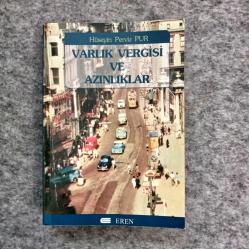 Hüseyin Perviz PUR
VARLIK VERGİSİ
VE
AZINLIKLAR
EREN